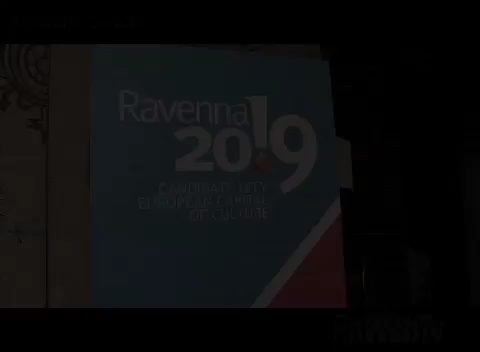 Ravenna
20!9
CANDIDATE CITY
EUROPEAN CAPITAL
OF CULTURE